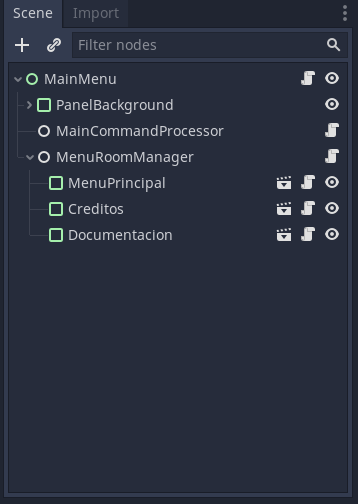 Scene Import
Filter nodes
MainMenu
PanelBackground
MainCommandProcessor
MenuRoomManager
MenuPrincipal
Creditos
Documentacion